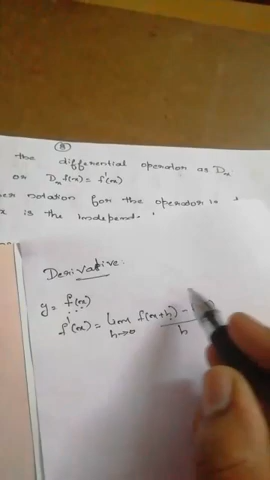 (B)
the differential operator as Dx
or Dx f(x) = f'(x)
notation for the operator is
x is the independ
Derivative.
y = f(x)
f'(x) = lim h→0 f(x+h) - / h